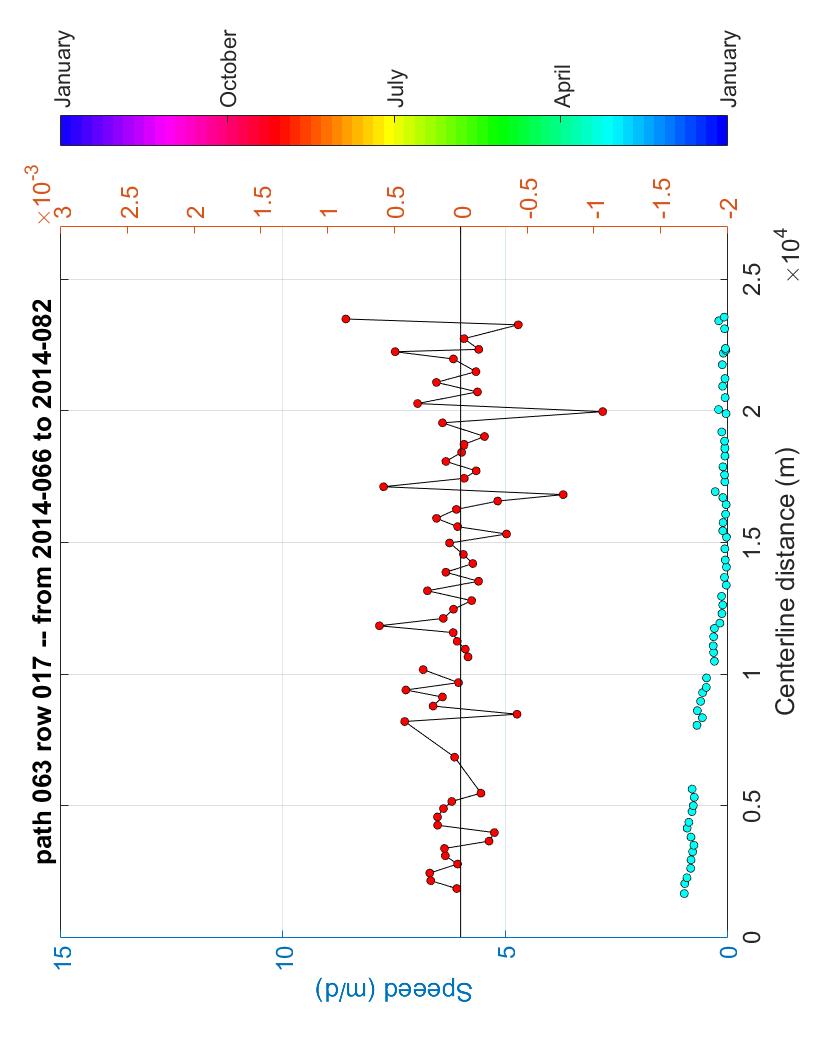 path 063 row 017 -- from 2014-066 to 2014-082
Speeed (m/d)
15
10
5
0
0
0.5
1
1.5
2
2.5
×10^4
Centerline distance (m)
×10^-3
3
2.5
2
1.5
1
0.5
0
-0.5
-1
-1.5
-2
January
October
July
April
January